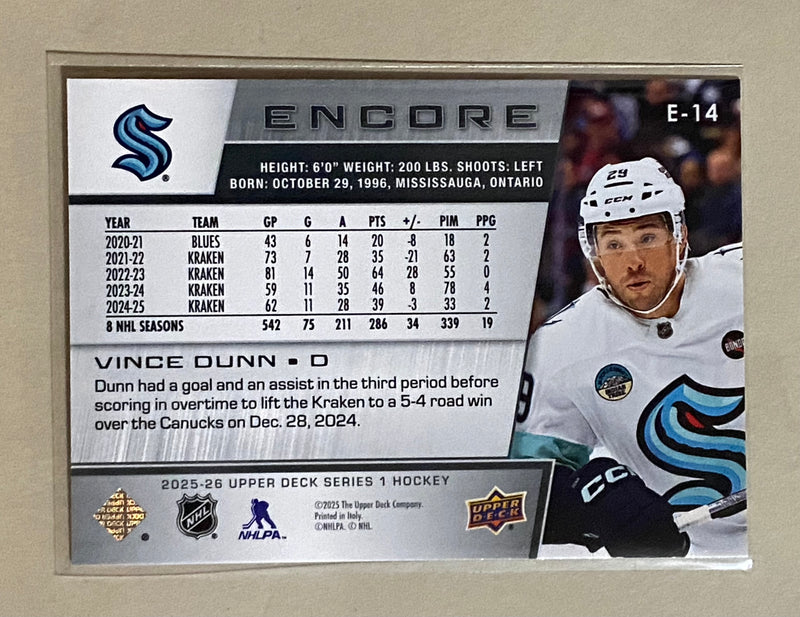 ENCORE
E-14
HEIGHT: 6'0" WEIGHT: 200 LBS. SHOOTS: LEFT
BORN: OCTOBER 29, 1996, MISSISSAUGA, ONTARIO
YEAR TEAM GP G A PTS +/- PIM PPG
2020-21 BLUES 43 6 14 20 -8 18 2
2021-22 KRAKEN 73 7 28 35 -21 63 2
2022-23 KRAKEN 81 14 50 64 28 55 0
2023-24 KRAKEN 59 11 35 46 8 78 4
2024-25 KRAKEN 62 11 28 39 -3 33 2
8 NHL SEASONS 542 75 211 286 34 339 19
VINCE DUNN ▪ D
Dunn had a goal and an assist in the third period before
scoring in overtime to lift the Kraken to a 5-4 road win
over the Canucks on Dec. 28, 2024.
2025-26 UPPER DECK SERIES 1 HOCKEY
NHL
NHLPA
©2025 The Upper Deck Company.
Printed in Italy.
©NHLPA. © NHL.
UPPER
DECK
29
CCM
CCM